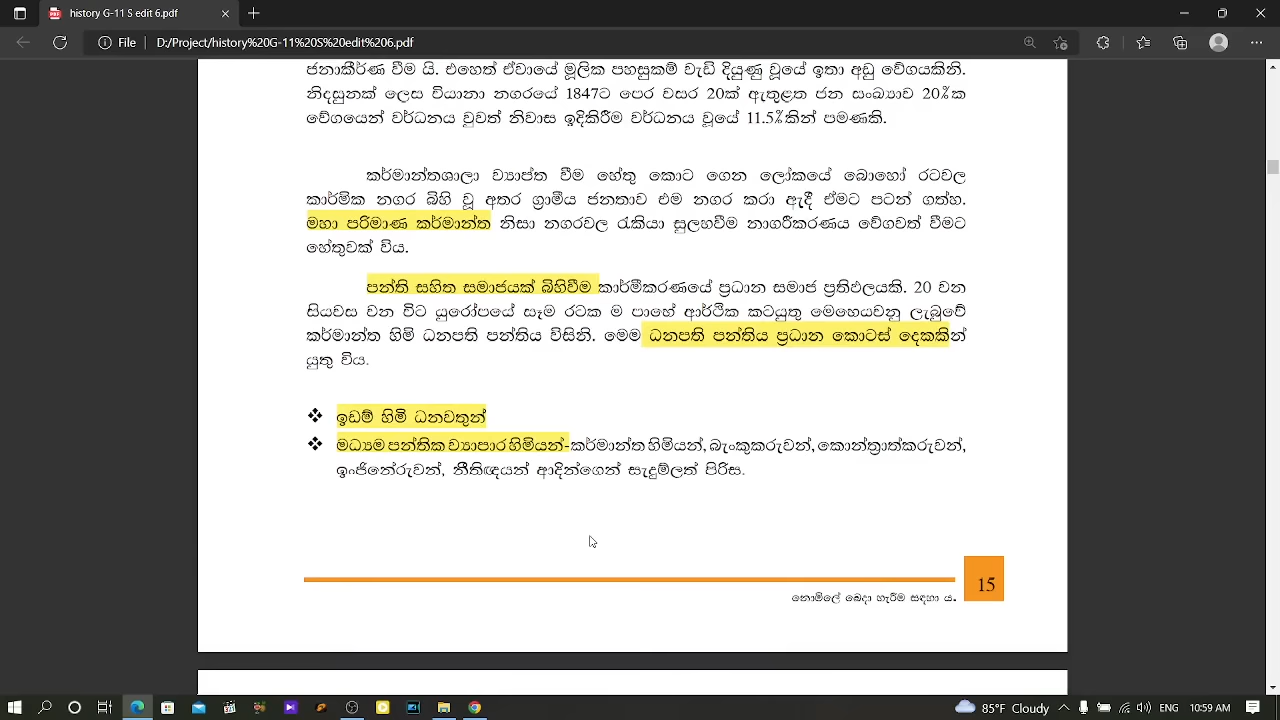 history G-11 S edit 6.pdf
File D:/Project/history%20G-11%20S%20edit%206.pdf
ජනාකීර්ණ වීම යි. එහෙත් ඒවායේ මූලික පහසුකම් වැඩි දියුණු වූයේ ඉතා අඩු වේගයකිනි.
නිදසුනක් ලෙස වියානා නගරයේ 1847ට පෙර වසර 20ක් ඇතුළත ජන සංඛ්‍යාව 20%ක
වේගයෙන් වර්ධනය වුවත් නිවාස ඉදිකිරීම වර්ධනය වූයේ 11.5%කින් පමණකි.
කර්මාන්තශාලා ව්‍යාප්ත වීම හේතු කොට ගෙන ලෝකයේ බොහෝ රටවල
කාර්මික නගර බිහි වූ අතර ග්‍රාමීය ජනතාව එම නගර කරා ඇදී ඒමට පටන් ගත්හ.
මහා පරිමාණ කර්මාන්ත නිසා නගරවල රැකියා සුලභවීම නාගරීකරණය වේගවත් වීමට
හේතුවක් විය.
පන්ති සහිත සමාජයක් බිහිවීම කාර්මීකරණයේ ප්‍රධාන සමාජ ප්‍රතිඵලයකි. 20 වන
සියවස වන විට යුරෝපයේ සෑම රටක ම පාහේ ආර්ථික කටයුතු මෙහෙයවනු ලැබුවේ
කර්මාන්ත හිමි ධනපති පන්තිය විසිනි. මෙම ධනපති පන්තිය ප්‍රධාන කොටස් දෙකකින්
යුතු විය.
❖ ඉඩම් හිමි ධනවතුන්
❖ මධ්‍යම පන්තික ව්‍යාපාර හිමියන්-කර්මාන්ත හිමියන්, බැංකුකරුවන්, කොන්ත්‍රාත්කරුවන්,
ඉංජිනේරුවන්, නීතිඥයන් ආදින්ගෙන් සැදුම්ලත් පිරිස.
15
නොමිලේ බෙදා හැරීම සඳහා ය.
85°F Cloudy ENG 10:59 AM